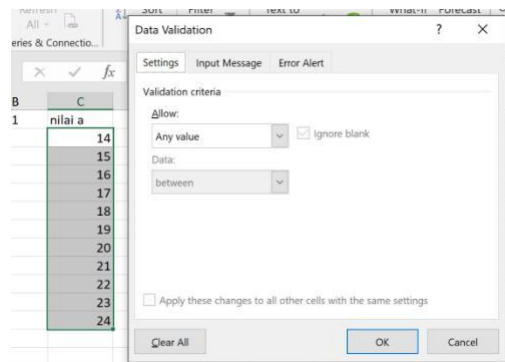 Refresh
All
Sort Filter Text to What-If Forecast
eries & Connectio...
fx
B C
1 nilai a
14
15
16
17
18
19
20
21
22
23
24
Data Validation ? X
Settings Input Message Error Alert
Validation criteria
Allow:
Any value Ignore blank
Data:
between
Apply these changes to all other cells with the same settings
Clear All OK Cancel